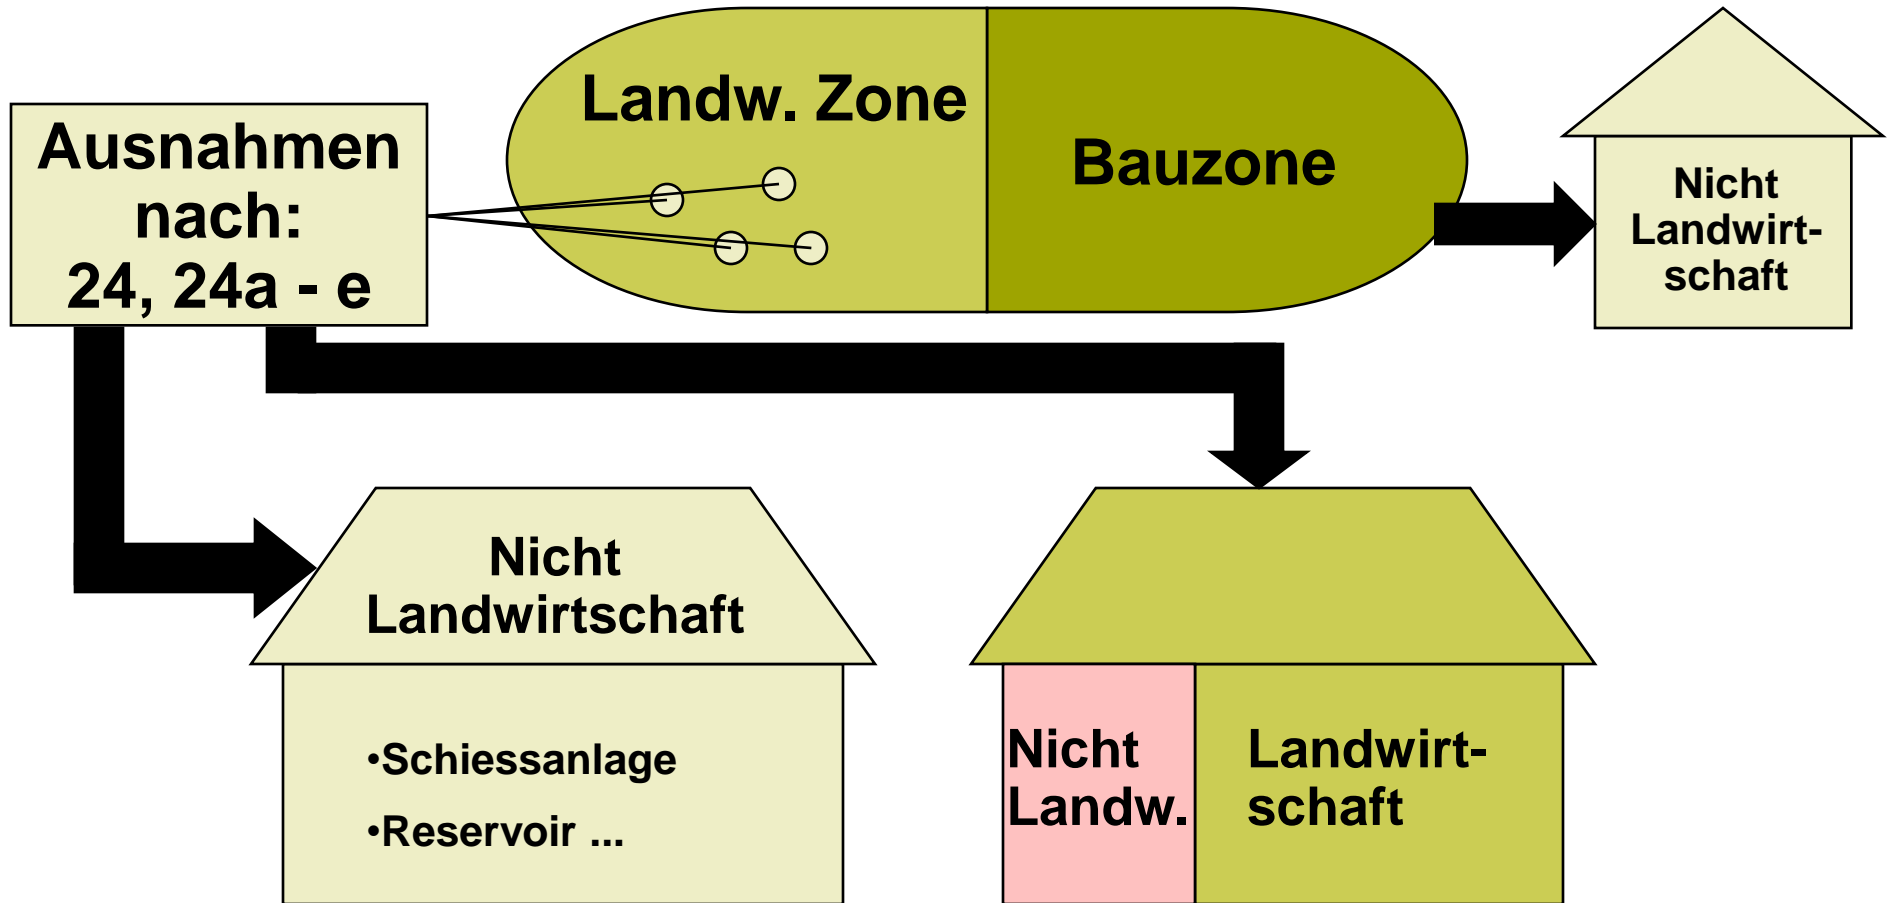 Ausnahmen
nach:
24, 24a - e
Landw. Zone
Bauzone
Nicht
Landwirt-
schaft
Nicht
Landwirtschaft
•Schiessanlage
•Reservoir ...
Nicht
Landw.
Landwirt-
schaft